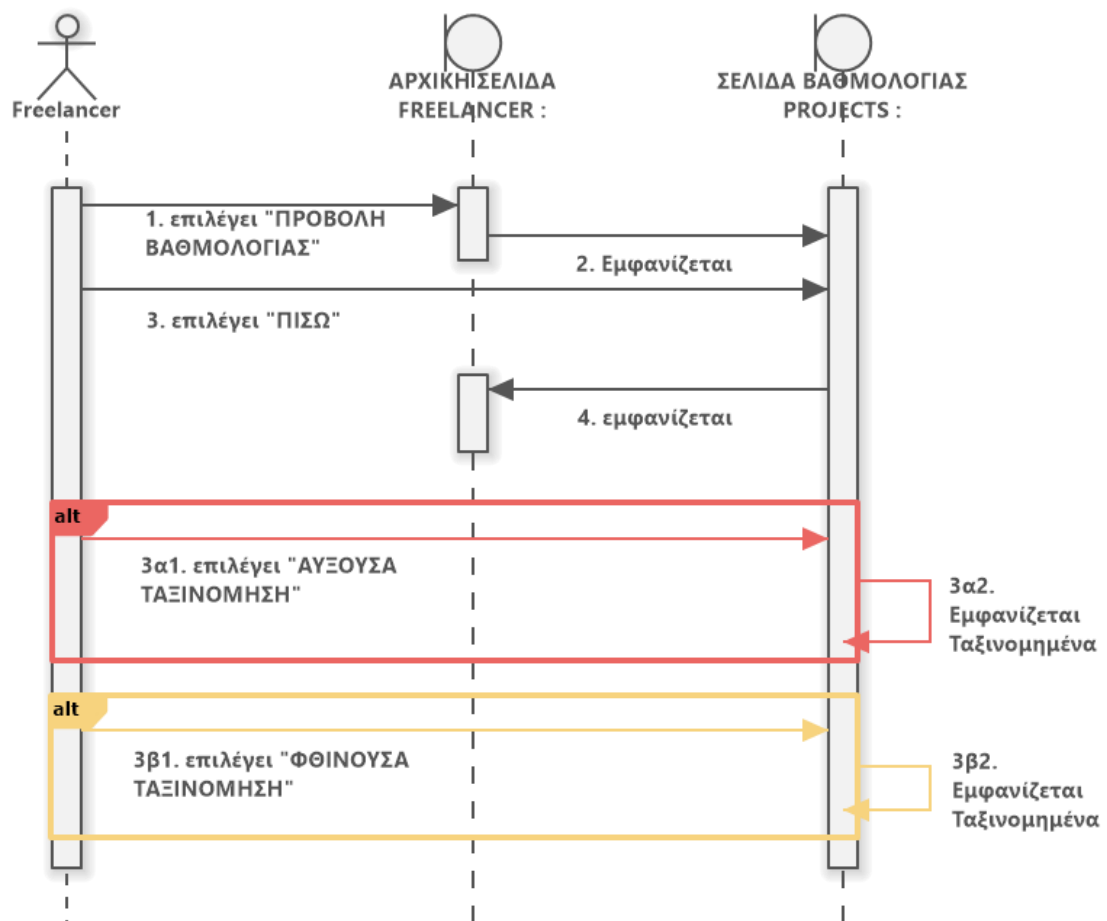 Freelancer
ΑΡΧΙΚΗ ΣΕΛΙΔΑ
FREELANCER :
ΣΕΛΙΔΑ ΒΑΘΜΟΛΟΓΙΑΣ
PROJECTS :
1. επιλέγει "ΠΡΟΒΟΛΗ
ΒΑΘΜΟΛΟΓΙΑΣ"
2. Εμφανίζεται
3. επιλέγει "ΠΙΣΩ"
4. εμφανίζεται
alt
3α1. επιλέγει "ΑΥΞΟΥΣΑ
ΤΑΞΙΝΟΜΗΣΗ"
3α2.
Εμφανίζεται
Ταξινομημένα
alt
3β1. επιλέγει "ΦΘΙΝΟΥΣΑ
ΤΑΞΙΝΟΜΗΣΗ"
3β2.
Εμφανίζεται
Ταξινομημένα